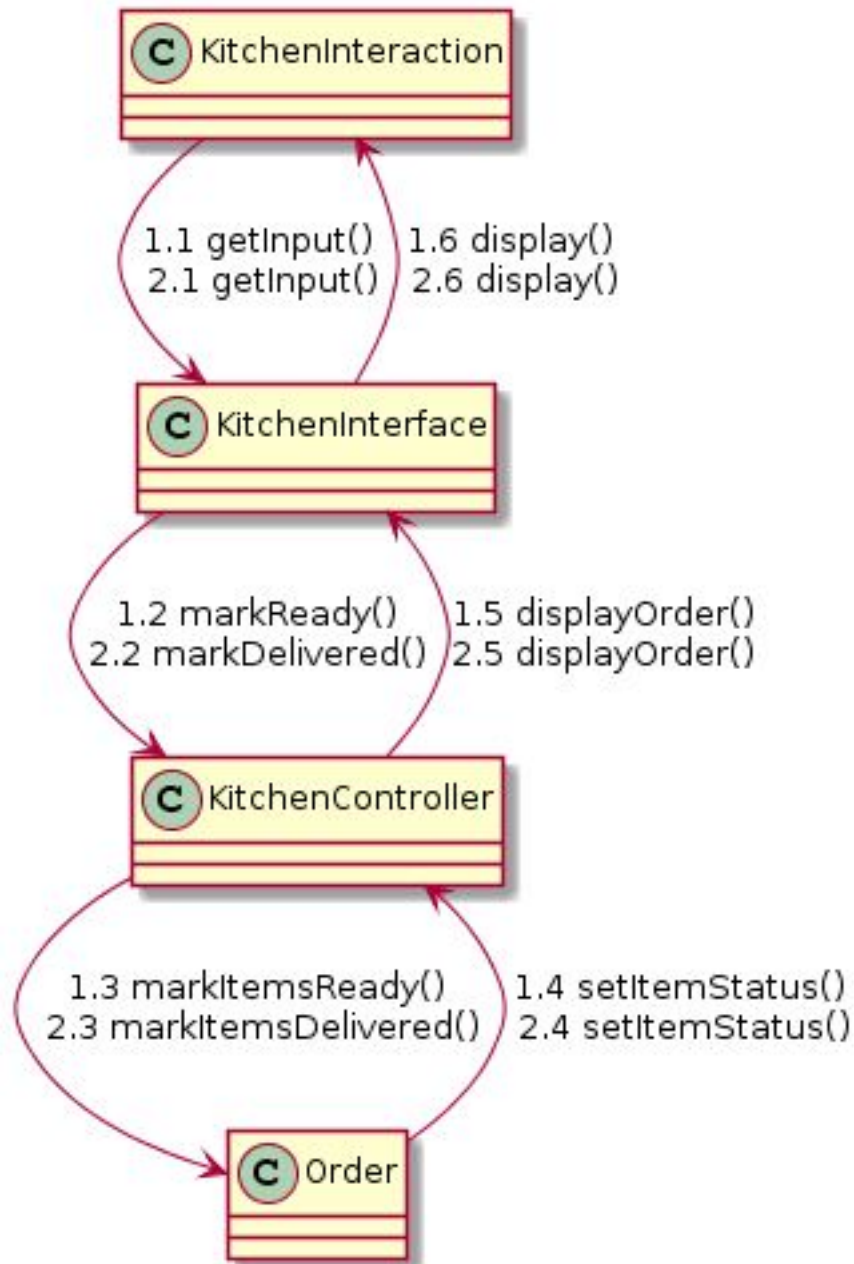 C KitchenInteraction
1.1 getInput()
2.1 getInput()
1.6 display()
2.6 display()
C KitchenInterface
1.2 markReady()
2.2 markDelivered()
1.5 displayOrder()
2.5 displayOrder()
C KitchenController
1.3 markItemsReady()
2.3 markItemsDelivered()
1.4 setItemStatus()
2.4 setItemStatus()
C Order